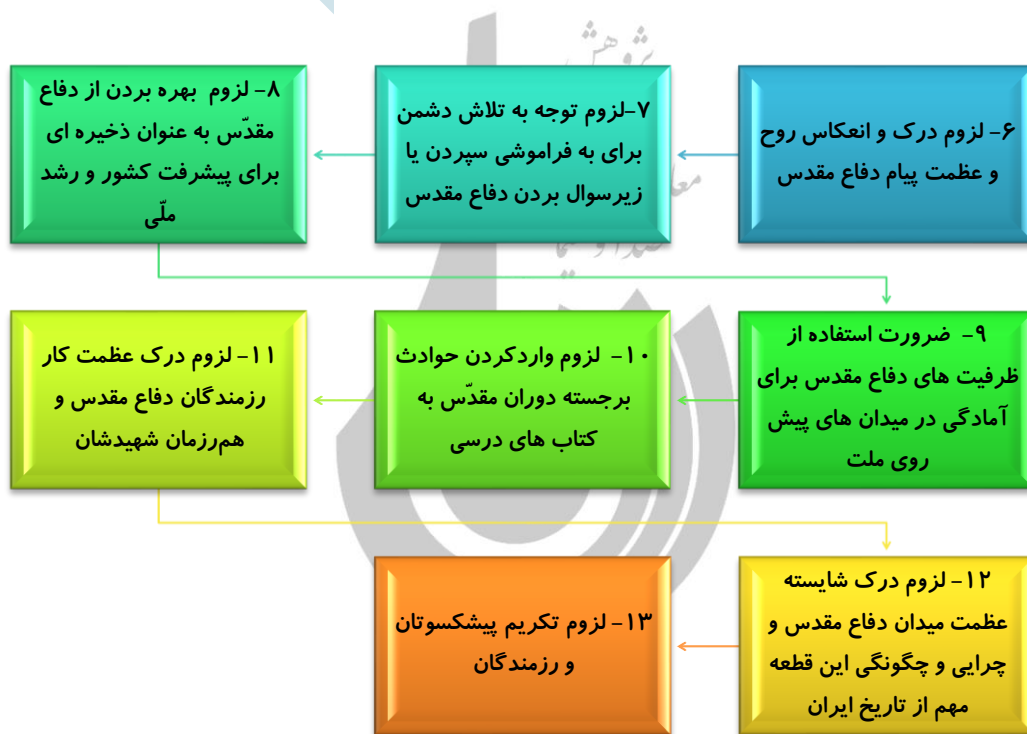 پژوهش
معا
صدا و سیما
۶- لزوم درک و انعکاس روح
و عظمت پیام دفاع مقدس
۷-لزوم توجه به تلاش دشمن
برای به فراموشی سپردن یا
زیرسوال بردن دفاع مقدس
۸- لزوم بهره بردن از دفاع
مقدّس به عنوان ذخیره ای
برای پیشرفت کشور و رشد
ملّی
۹- ضرورت استفاده از
ظرفیت های دفاع مقدس برای
آمادگی در میدان های پیش
روی ملت
۱۰- لزوم واردکردن حوادث
برجسته دوران مقدّس به
کتاب های درسی
۱۱- لزوم درک عظمت کار
رزمندگان دفاع مقدس و
هم‌رزمان شهیدشان
۱۲- لزوم درک شایسته
عظمت میدان دفاع مقدس و
چرایی و چگونگی این قطعه
مهم از تاریخ ایران
۱۳- لزوم تکریم پیشکسوتان
و رزمندگان